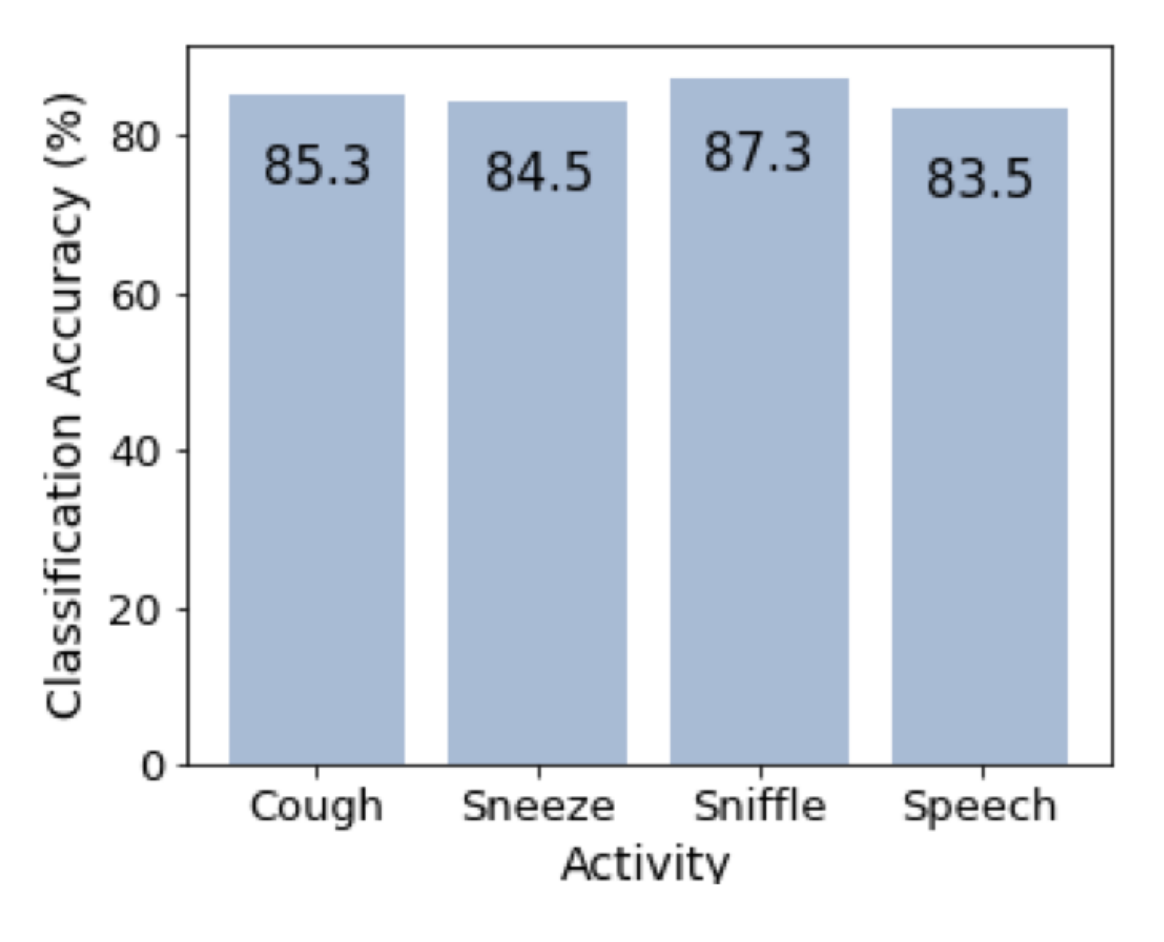 Classification Accuracy (%)
80
60
40
20
0
85.3
84.5
87.3
83.5
Cough
Sneeze
Sniffle
Speech
Activity